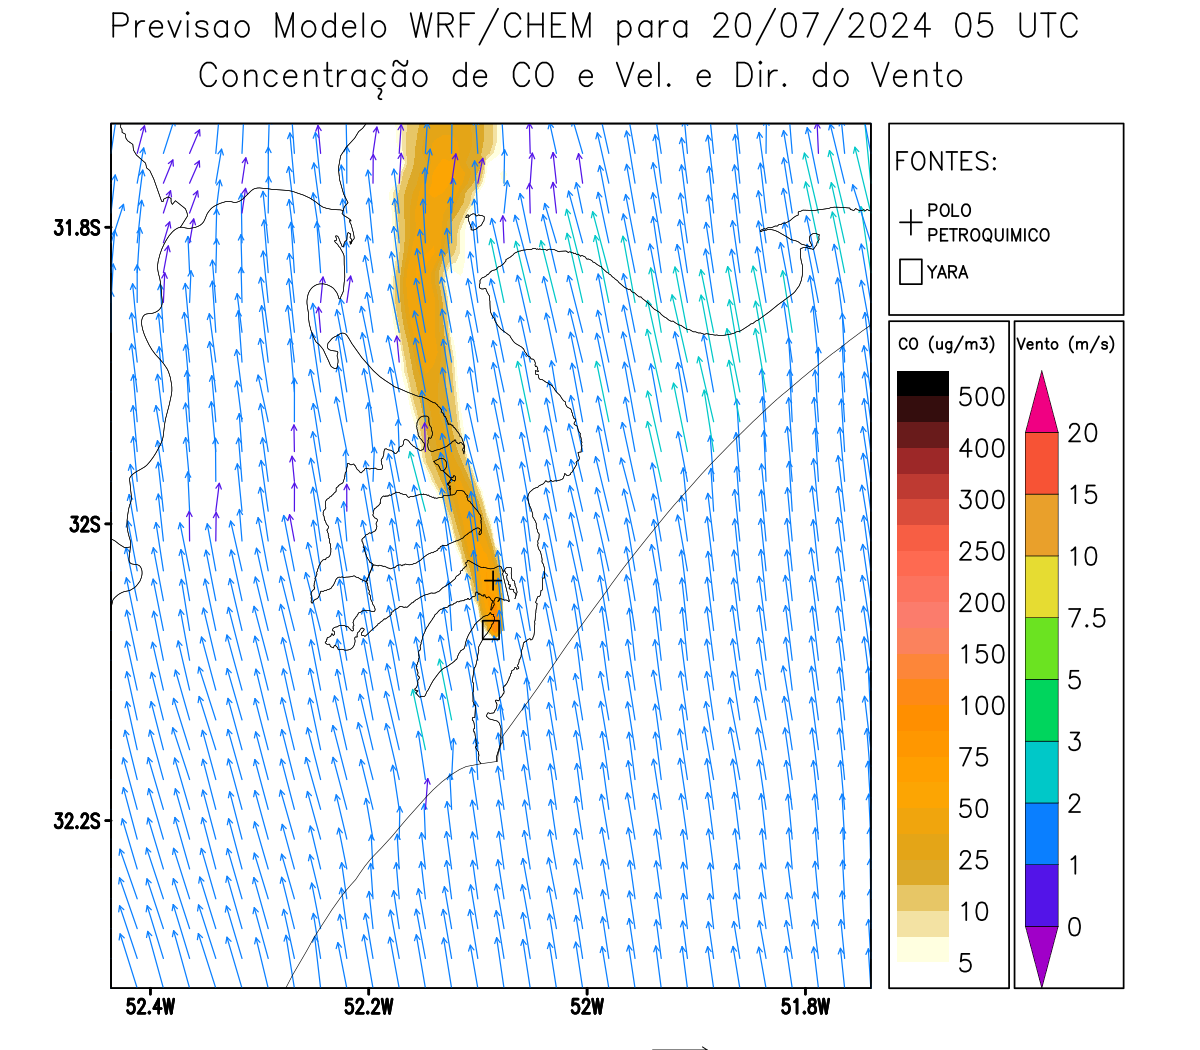 Previsao Modelo WRF/CHEM para 20/07/2024 05 UTC
Concentração de CO e Vel. e Dir. do Vento
FONTES:
POLO
PETROQUIMICO
YARA
CO (ug/m3)
500
400
300
250
200
150
100
75
50
25
10
5
Vento (m/s)
20
15
10
7.5
5
3
2
1
0
31.8S
32S
32.2S
52.4W
52.2W
52W
51.8W